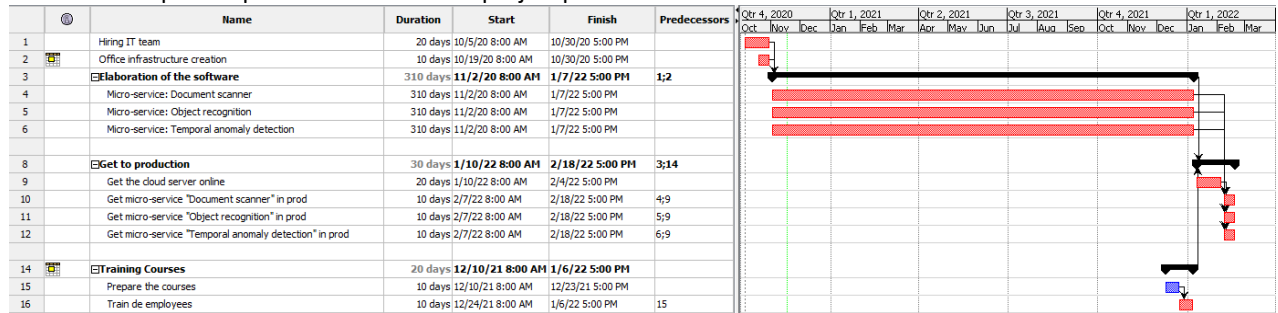 Name Duration Start Finish Predecessors Qtr 4, 2020 Qtr 1, 2021 Qtr 2, 2021 Qtr 3, 2021 Qtr 4, 2021 Qtr 1, 2022
Oct Nov Dec Jan Feb Mar Apr May Jun Jul Aug Sep Oct Nov Dec Jan Feb Mar
1 Hiring IT team 20 days 10/5/20 8:00 AM 10/30/20 5:00 PM
2 Office infrastructure creation 10 days 10/19/20 8:00 AM 10/30/20 5:00 PM
3 Elaboration of the software 310 days 11/2/20 8:00 AM 1/7/22 5:00 PM 1;2
4 Micro-service: Document scanner 310 days 11/2/20 8:00 AM 1/7/22 5:00 PM
5 Micro-service: Object recognition 310 days 11/2/20 8:00 AM 1/7/22 5:00 PM
6 Micro-service: Temporal anomaly detection 310 days 11/2/20 8:00 AM 1/7/22 5:00 PM
8 Get to production 30 days 1/10/22 8:00 AM 2/18/22 5:00 PM 3;14
9 Get the cloud server online 20 days 1/10/22 8:00 AM 2/4/22 5:00 PM
10 Get micro-service "Document scanner" in prod 10 days 2/7/22 8:00 AM 2/18/22 5:00 PM 4;9
11 Get micro-service "Object recognition" in prod 10 days 2/7/22 8:00 AM 2/18/22 5:00 PM 5;9
12 Get micro-service "Temporal anomaly detection" in prod 10 days 2/7/22 8:00 AM 2/18/22 5:00 PM 6;9
14 Training Courses 20 days 12/10/21 8:00 AM 1/6/22 5:00 PM
15 Prepare the courses 10 days 12/10/21 8:00 AM 12/23/21 5:00 PM
16 Train de employees 10 days 12/24/21 8:00 AM 1/6/22 5:00 PM 15